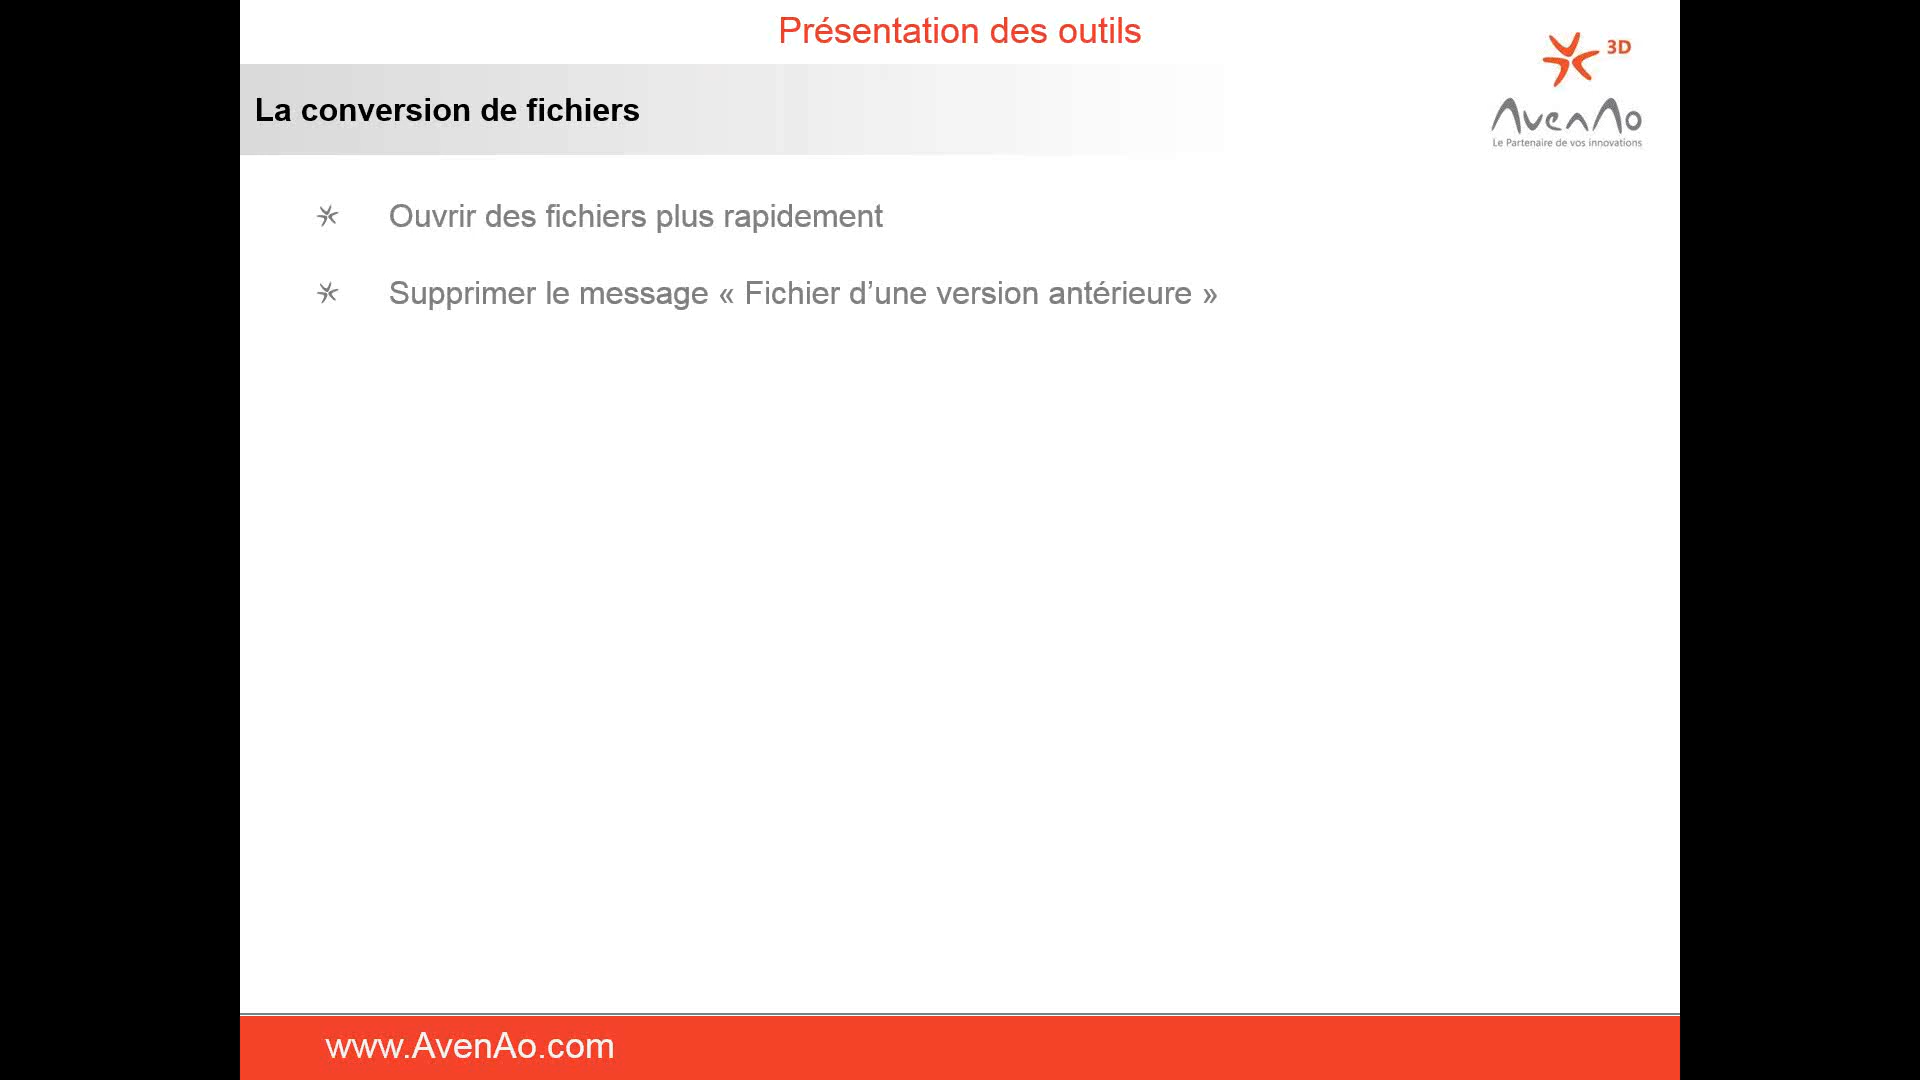 Présentation des outils
3D
La conversion de fichiers
AvenAo
Le Partenaire de vos innovations
Ouvrir des fichiers plus rapidement
Supprimer le message « Fichier d’une version antérieure »
www.AvenAo.com